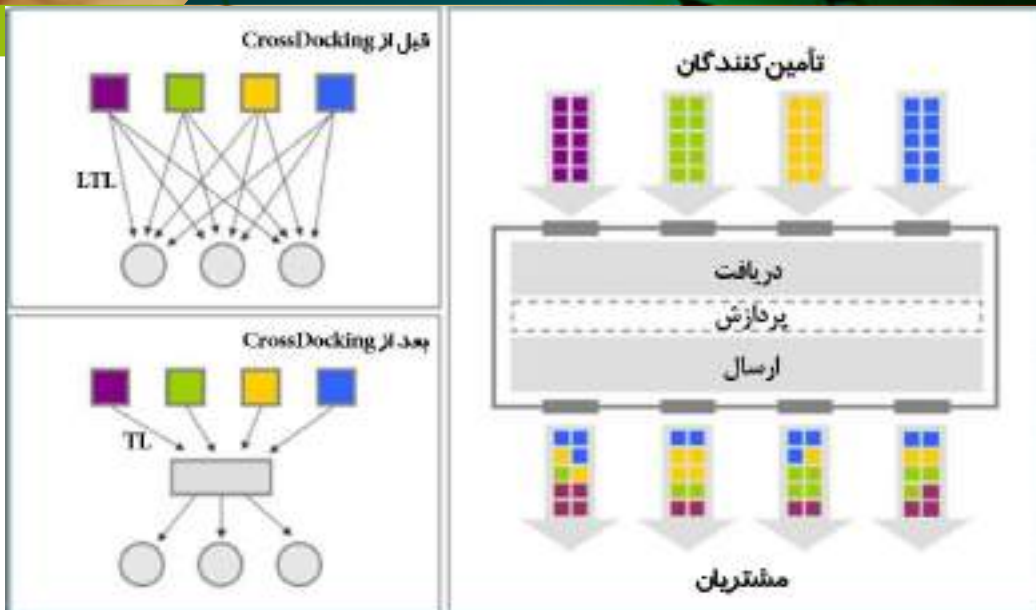 قبل از CrossDocking
LTL
بعد از CrossDocking
TL
تأمین‌کنندگان
دریافت
پردازش
ارسال
مشتریان